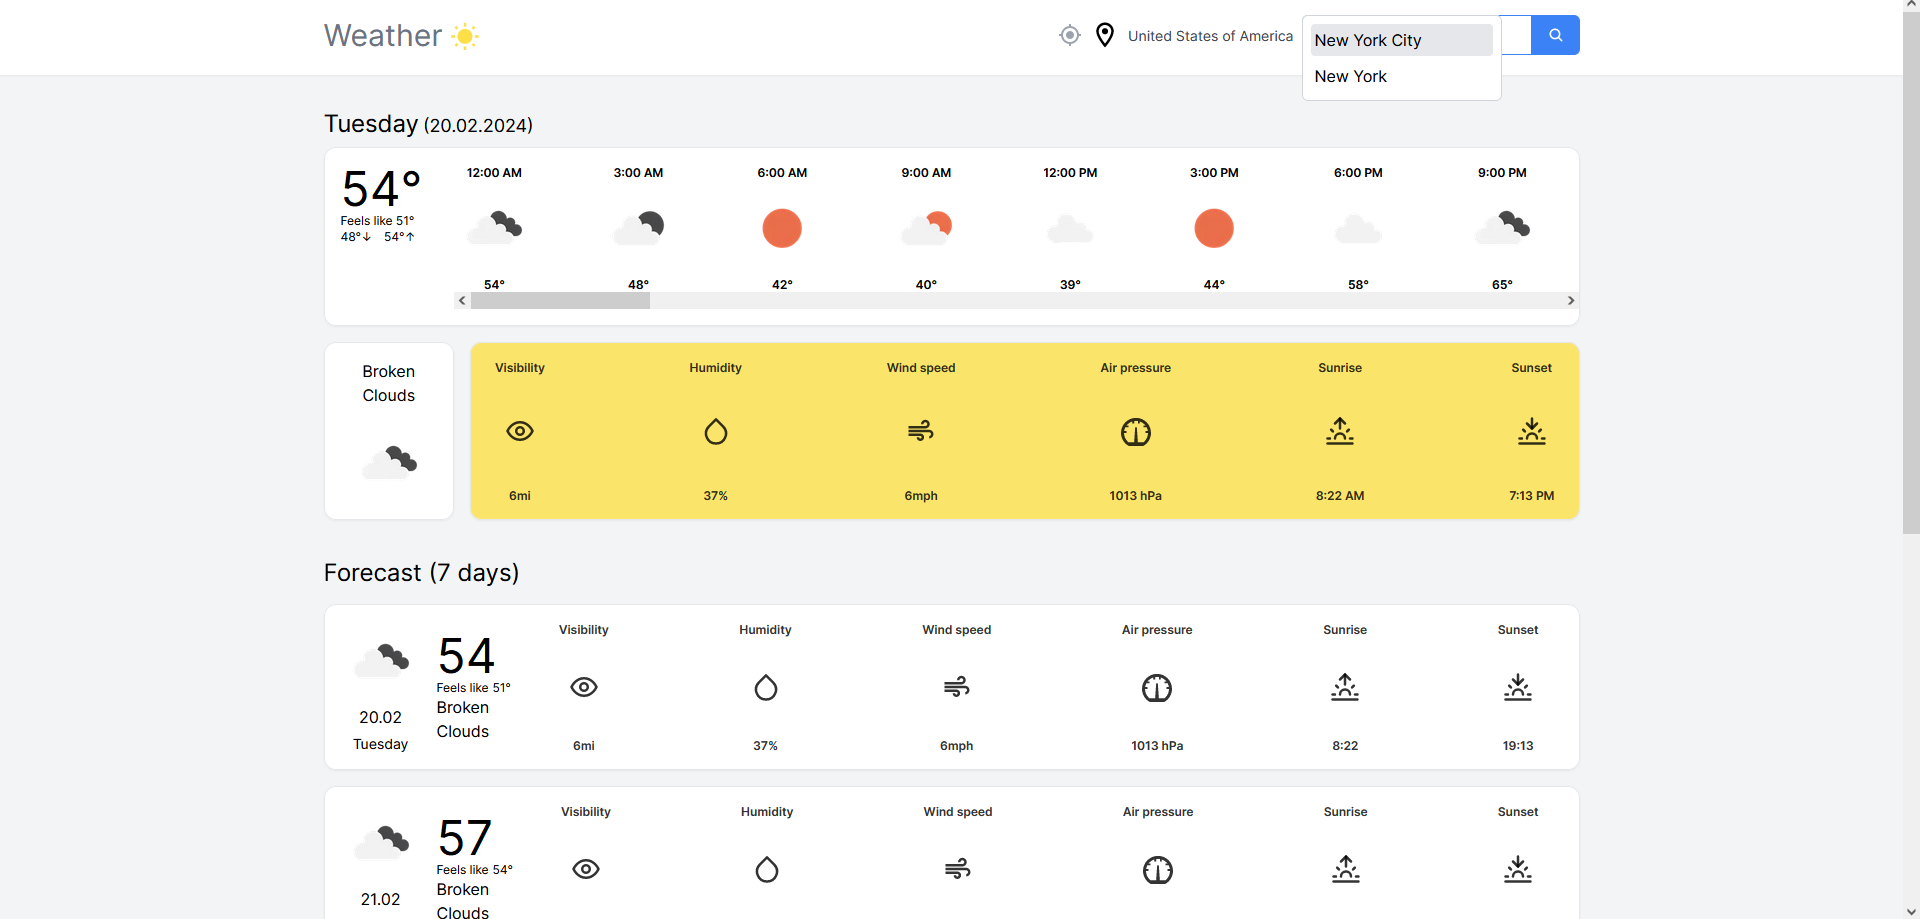 Weather
United States of America
New York City
New York
Tuesday (20.02.2024)
54°
Feels like 51°
48°↓ 54°↑
12:00 AM 3:00 AM 6:00 AM 9:00 AM 12:00 PM 3:00 PM 6:00 PM 9:00 PM
54° 48° 42° 40° 39° 44° 58° 65°
Broken
Clouds
Visibility Humidity Wind speed Air pressure Sunrise Sunset
6mi 37% 6mph 1013 hPa 8:22 AM 7:13 PM
Forecast (7 days)
20.02
Tuesday
54
Feels like 51°
Broken
Clouds
Visibility Humidity Wind speed Air pressure Sunrise Sunset
6mi 37% 6mph 1013 hPa 8:22 19:13
21.02
57
Feels like 54°
Broken
Clouds
Visibility Humidity Wind speed Air pressure Sunrise Sunset